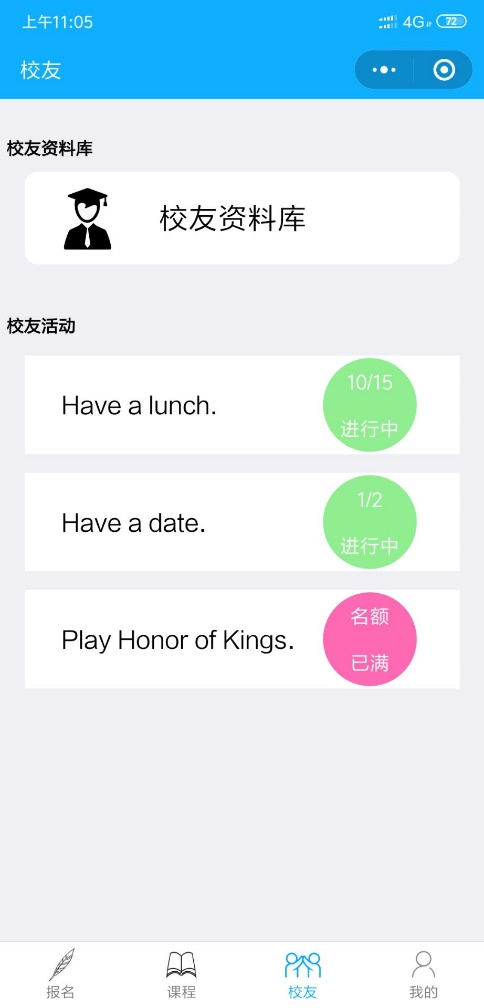 上午11:05
4G
72
校友
校友资料库
校友资料库
校友活动
Have a lunch.
10/15
进行中
Have a date.
1/2
进行中
Play Honor of Kings.
名额
已满
报名
课程
校友
我的